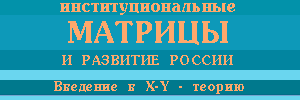 институциональные
МАТРИЦЫ
И РАЗВИТИЕ РОССИИ
Введение к X-Y - теорию